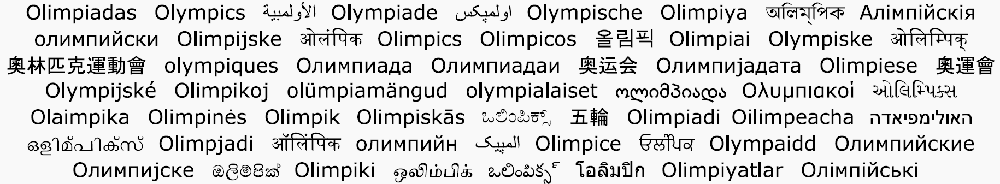 Olimpiadas Olympics الأولمبية Olympiade اولمپکس Olympische Olimpiya অলিম্পিক Алімпійскія
олимпийски Olimpijske ओलंपिक Olimpics Olimpicos 올림픽 Olimpiai Olympiske ओलिम्पिक्
奧林匹克運動會 olympiques Олимпиада Олимпиадаи 奥运会 Олимпијадата Olimpiese 奧運會
Olympijské Olimpikoj olümpiamängud olympialaiset ოლიმპიადა Ολυμπιακοί ઓલિમ્પિક્સ
Olaimpika Olimpinės Olimpik Olimpiskās ಒಲಿಂಪಿಕ್ಸ್ 五輪 Olimpiadi Oilimpeacha האולימפיאדה
ഒളിമ്പിക്സ് Olimpjadi ऑलिंपिक олимпийн المپیک Olimpice ਓਲੰਪਿਕ Olympaidd Олимпийские
Олимпијске ඔලිම්පික් Olimpiki ஒலிம்பிக் ఒలింపిక్స్ โอลิมปิก Olimpiyatlar Олімпійські